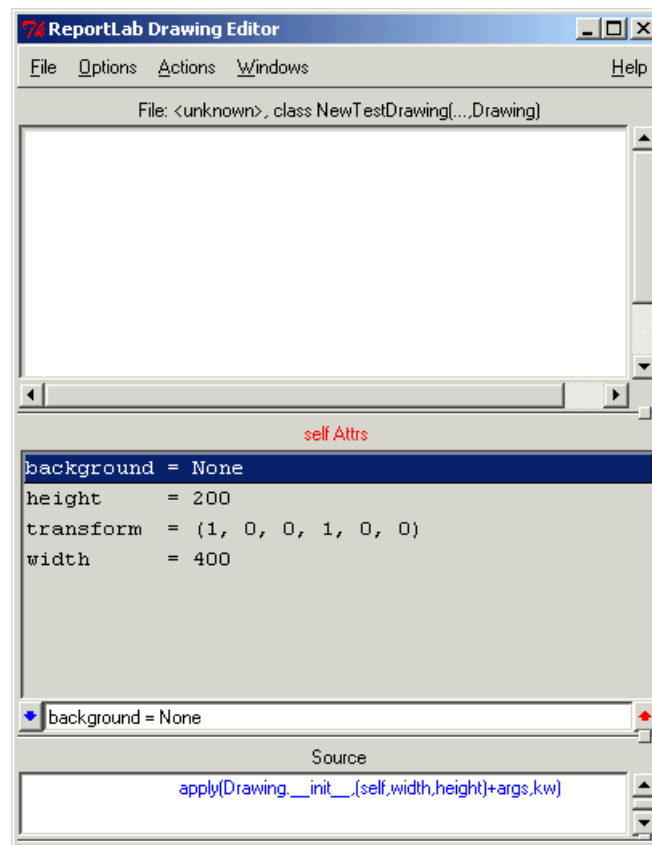 ReportLab Drawing Editor
File Options Actions Windows Help
File: <unknown>, class NewTestDrawing(...,Drawing)
self Attrs
background = None
height = 200
transform = (1, 0, 0, 1, 0, 0)
width = 400
background = None
Source
apply(Drawing.__init__,(self,width,height)+args,kw)